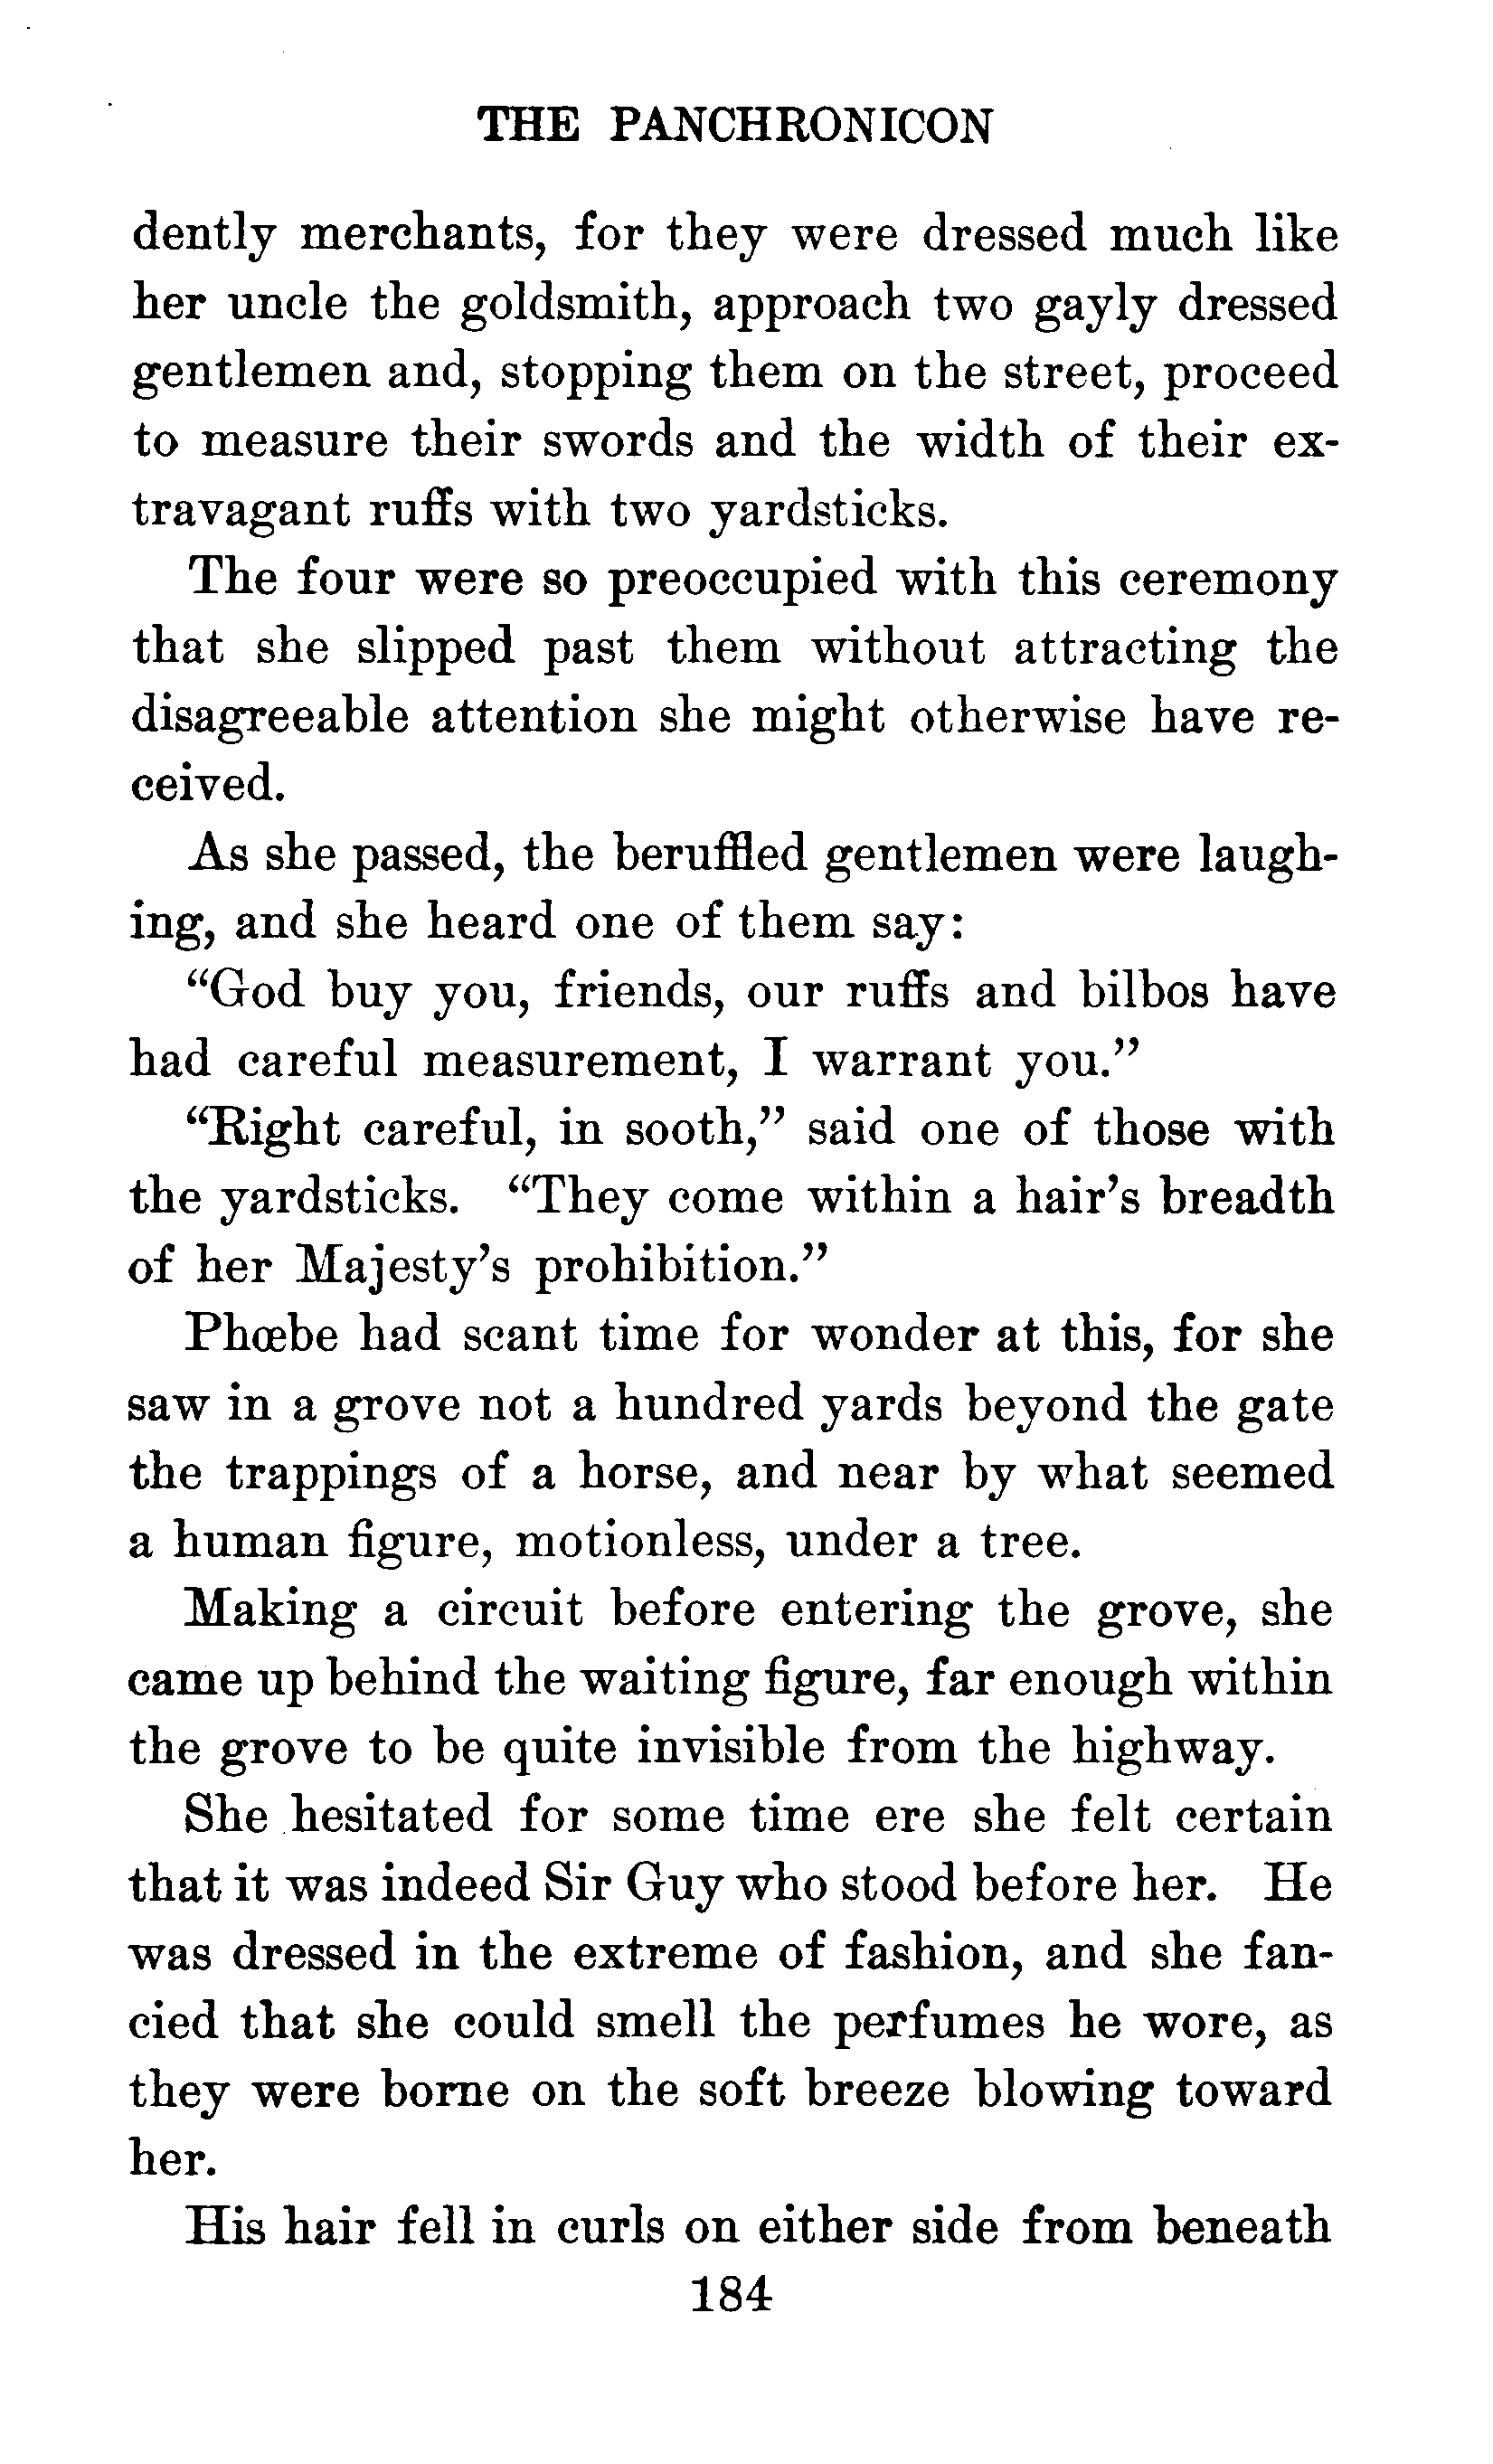 THE PANCHRONICON
dently merchants, for they were dressed much like
her uncle the goldsmith, approach two gayly dressed
gentlemen and, stopping them on the street, proceed
to measure their swords and the width of their ex-
travagant ruffs with two yardsticks.
The four were so preoccupied with this ceremony
that she slipped past them without attracting the
disagreeable attention she might otherwise have re-
ceived.
As she passed, the beruffled gentlemen were laugh-
ing, and she heard one of them say:
“God buy you, friends, our ruffs and bilbos have
had careful measurement, I warrant you.”
“Right careful, in sooth,” said one of those with
the yardsticks. “They come within a hair’s breadth
of her Majesty’s prohibition.”
Phœbe had scant time for wonder at this, for she
saw in a grove not a hundred yards beyond the gate
the trappings of a horse, and near by what seemed
a human figure, motionless, under a tree.
Making a circuit before entering the grove, she
came up behind the waiting figure, far enough within
the grove to be quite invisible from the highway.
She hesitated for some time ere she felt certain
that it was indeed Sir Guy who stood before her. He
was dressed in the extreme of fashion, and she fan-
cied that she could smell the perfumes he wore, as
they were borne on the soft breeze blowing toward
her.
His hair fell in curls on either side from beneath
184